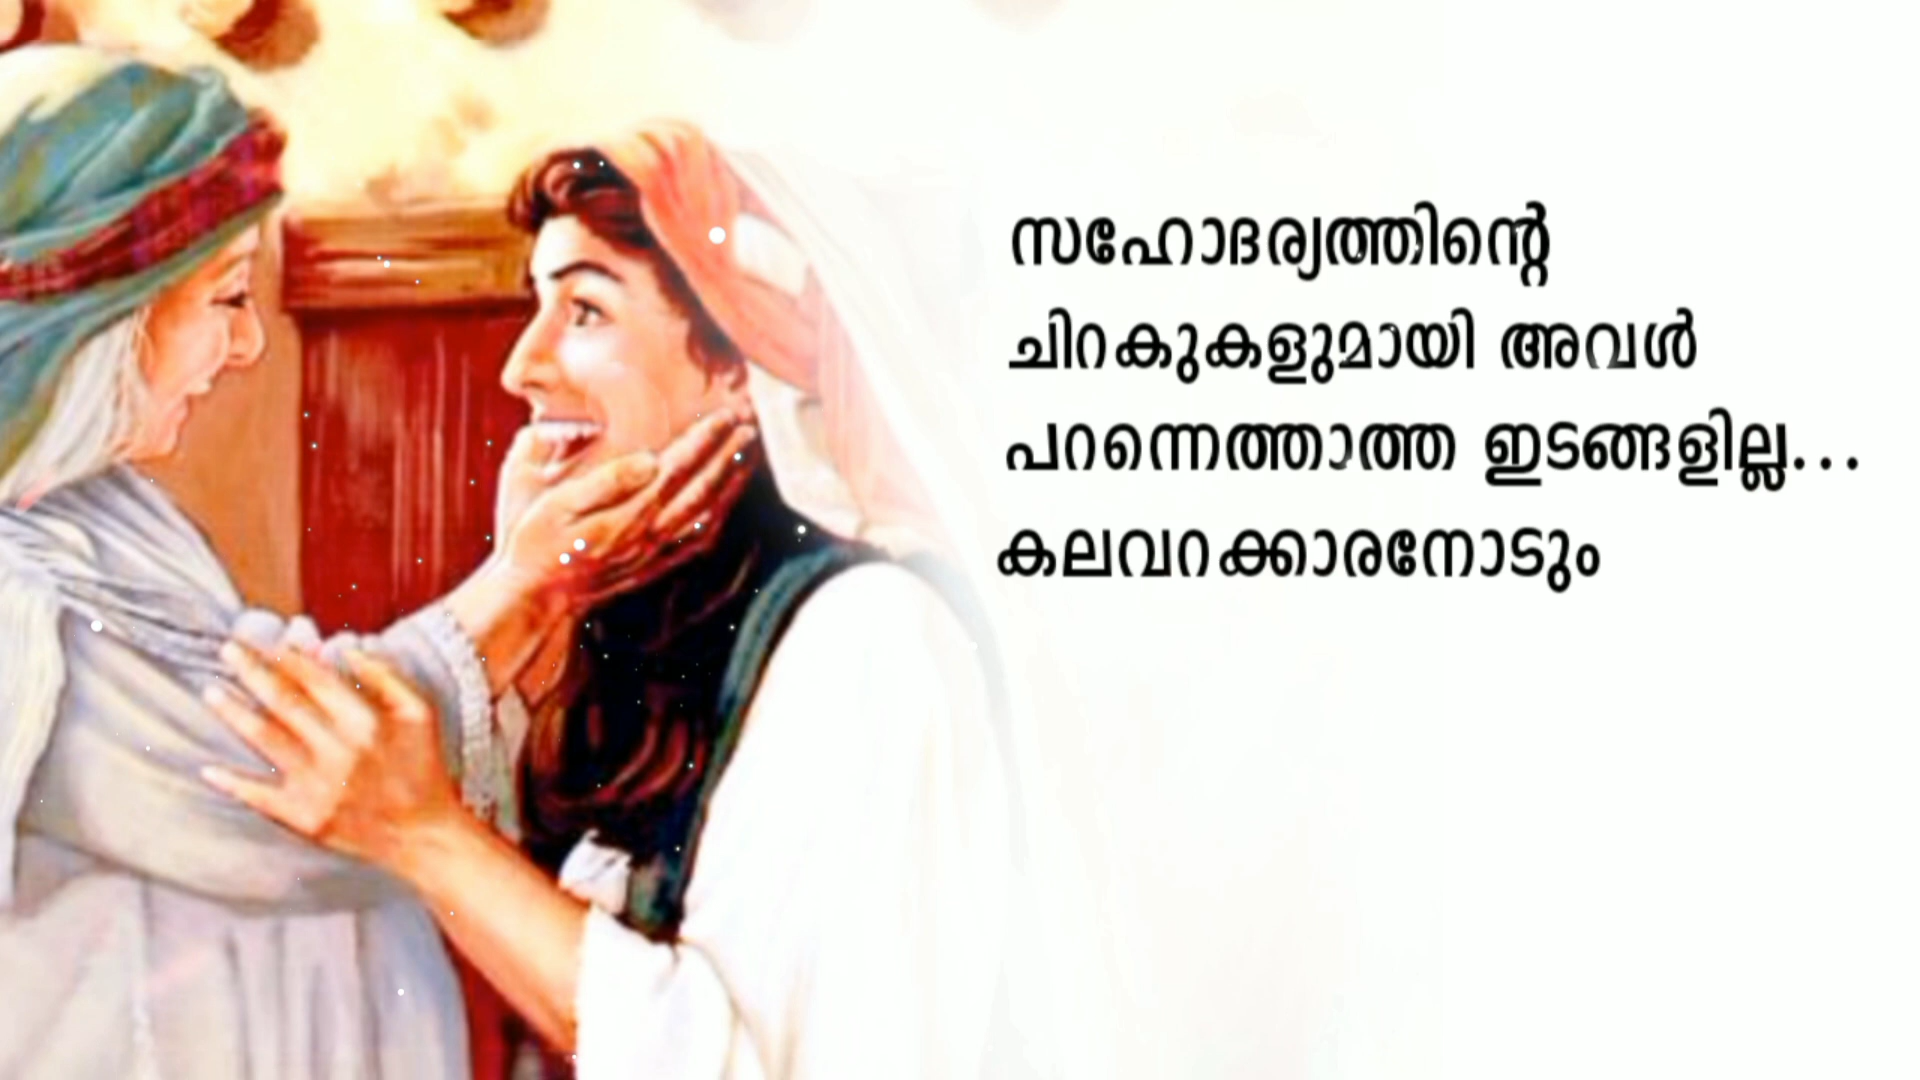 സഹോദര്യത്തിന്റെ
ചിറകുകളുമായി അവൾ
പറന്നെത്താത്ത ഇടങ്ങളില്ല...
കലവറക്കാരനോടും